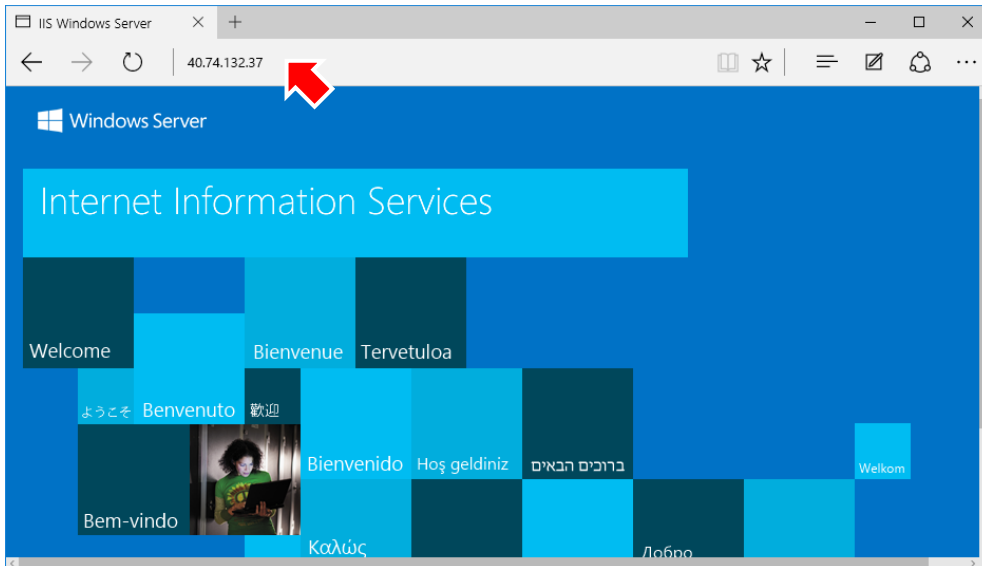 IIS Windows Server
40.74.132.37
Windows Server
Internet Information Services
Welcome
Bienvenue
Tervetuloa
ようこそ
Benvenuto
歡迎
Bienvenido
Hoş geldiniz
ברוכים הבאים
Welkom
Bem-vindo
Καλώς
Лобро